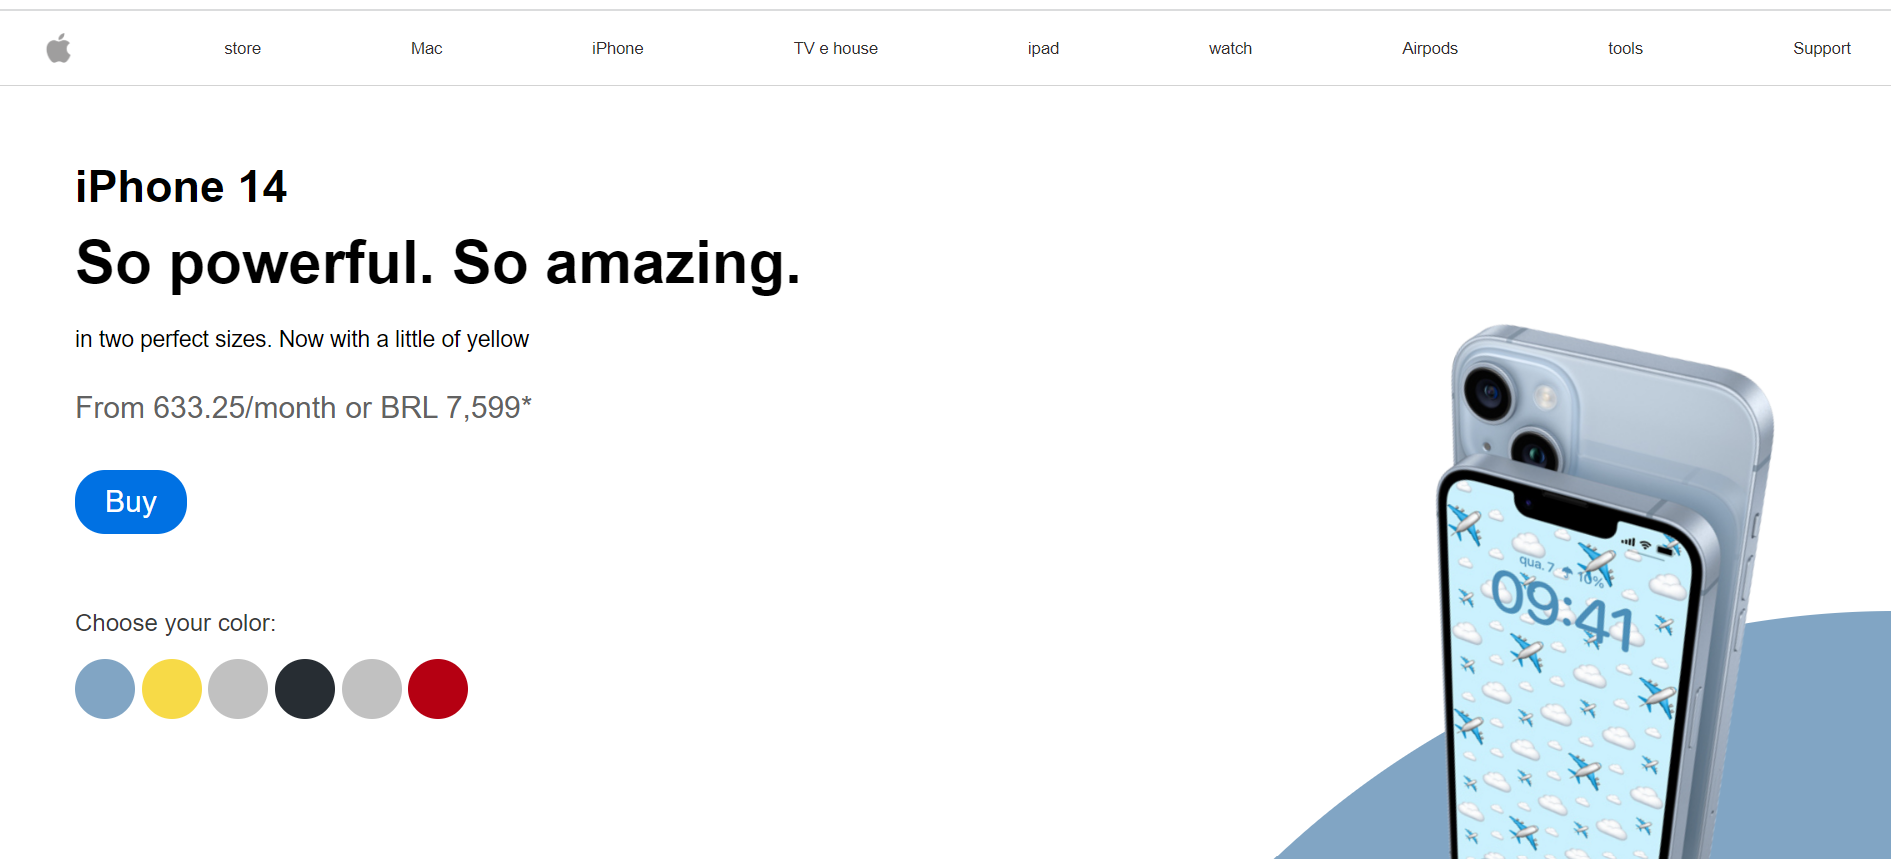 store Mac iPhone TV e house ipad watch Airpods tools Support
iPhone 14
So powerful. So amazing.
in two perfect sizes. Now with a little of yellow
From 633.25/month or BRL 7,599*
Buy
Choose your color:
qua. 7 10%
09:41